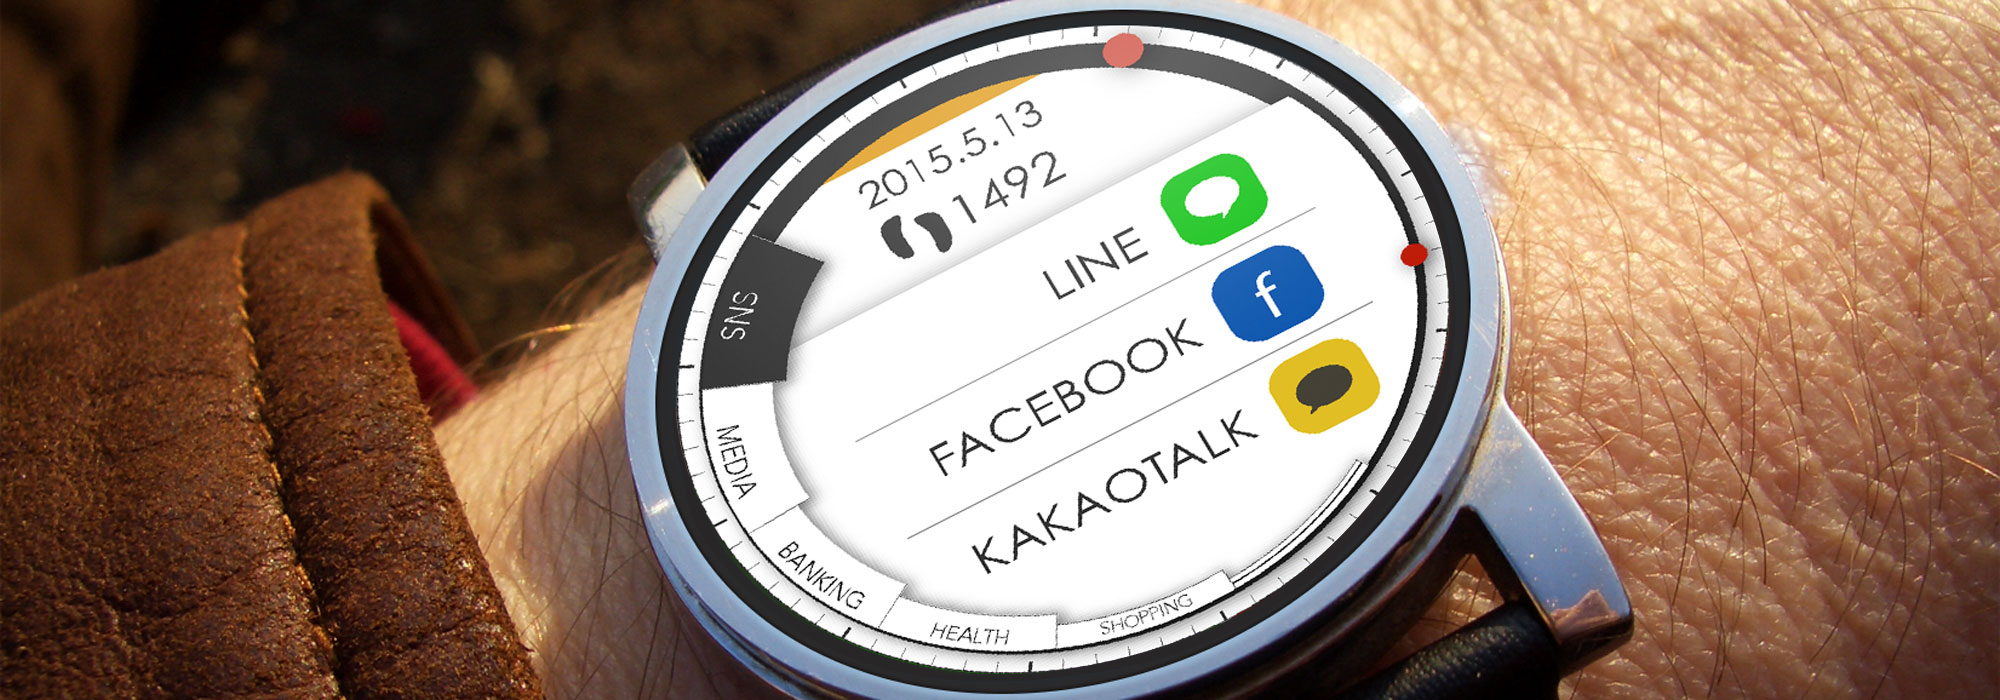 2015.5.13
1492
LINE
f
FACEBOOK
KAKAOTALK
SNS
MEDIA
BANKING
HEALTH
SHOPPING